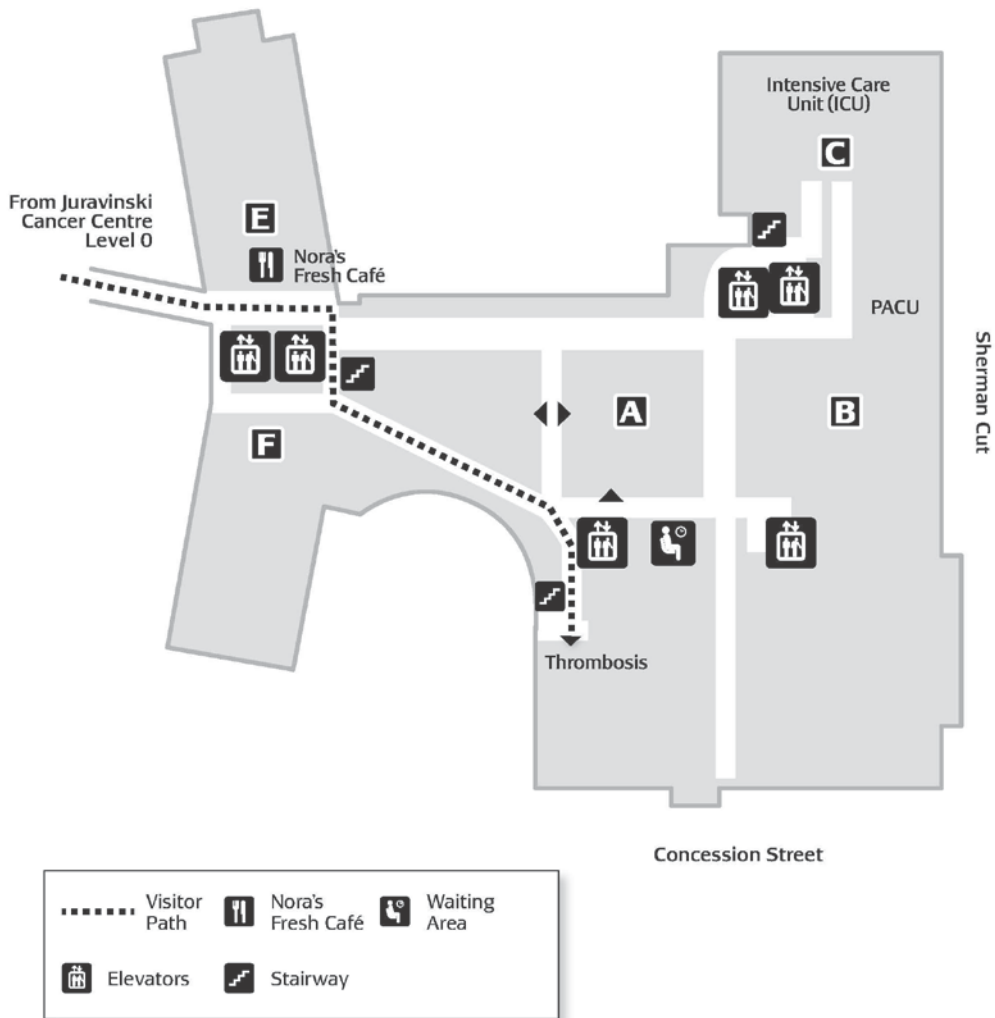 Intensive Care
Unit (ICU)
C
From Juravinski
Cancer Centre
Level 0
E
Nora's
Fresh Café
PACU
Sherman Cut
A
B
F
Thrombosis
Concession Street
Visitor
Path
Nora's
Fresh Café
Waiting
Area
Elevators
Stairway